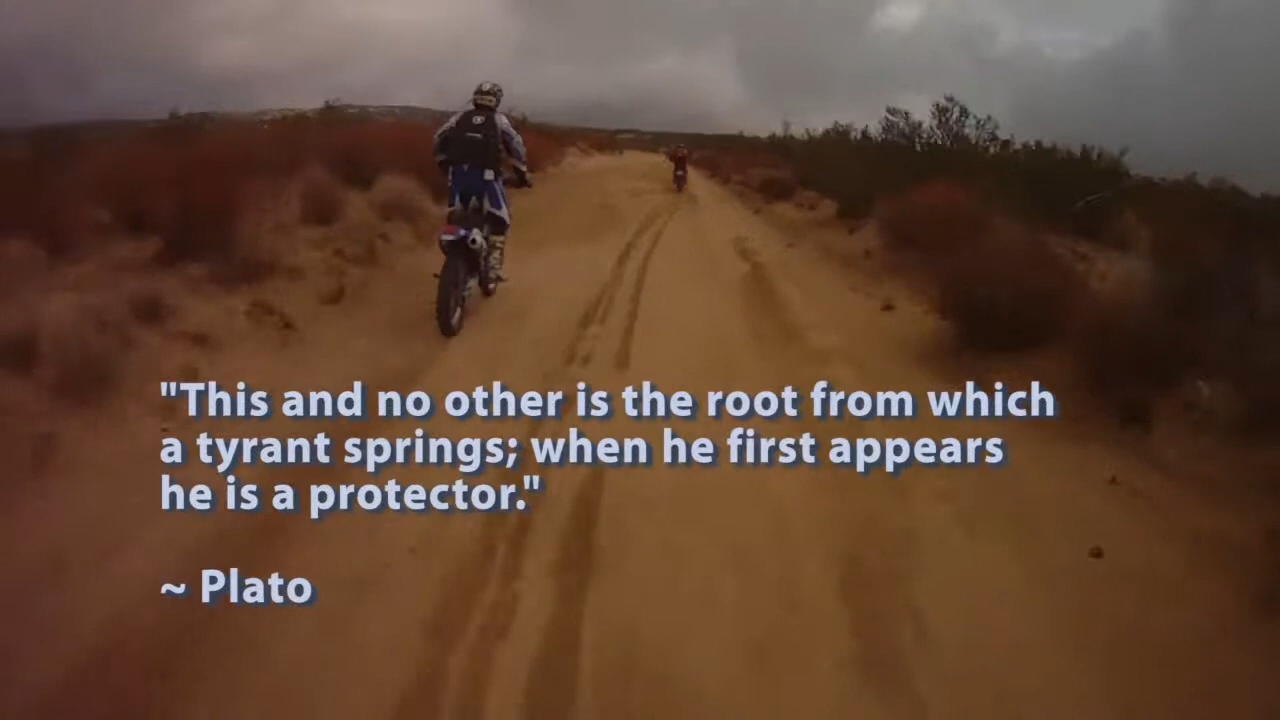 "This and no other is the root from which
a tyrant springs; when he first appears
he is a protector."
~ Plato